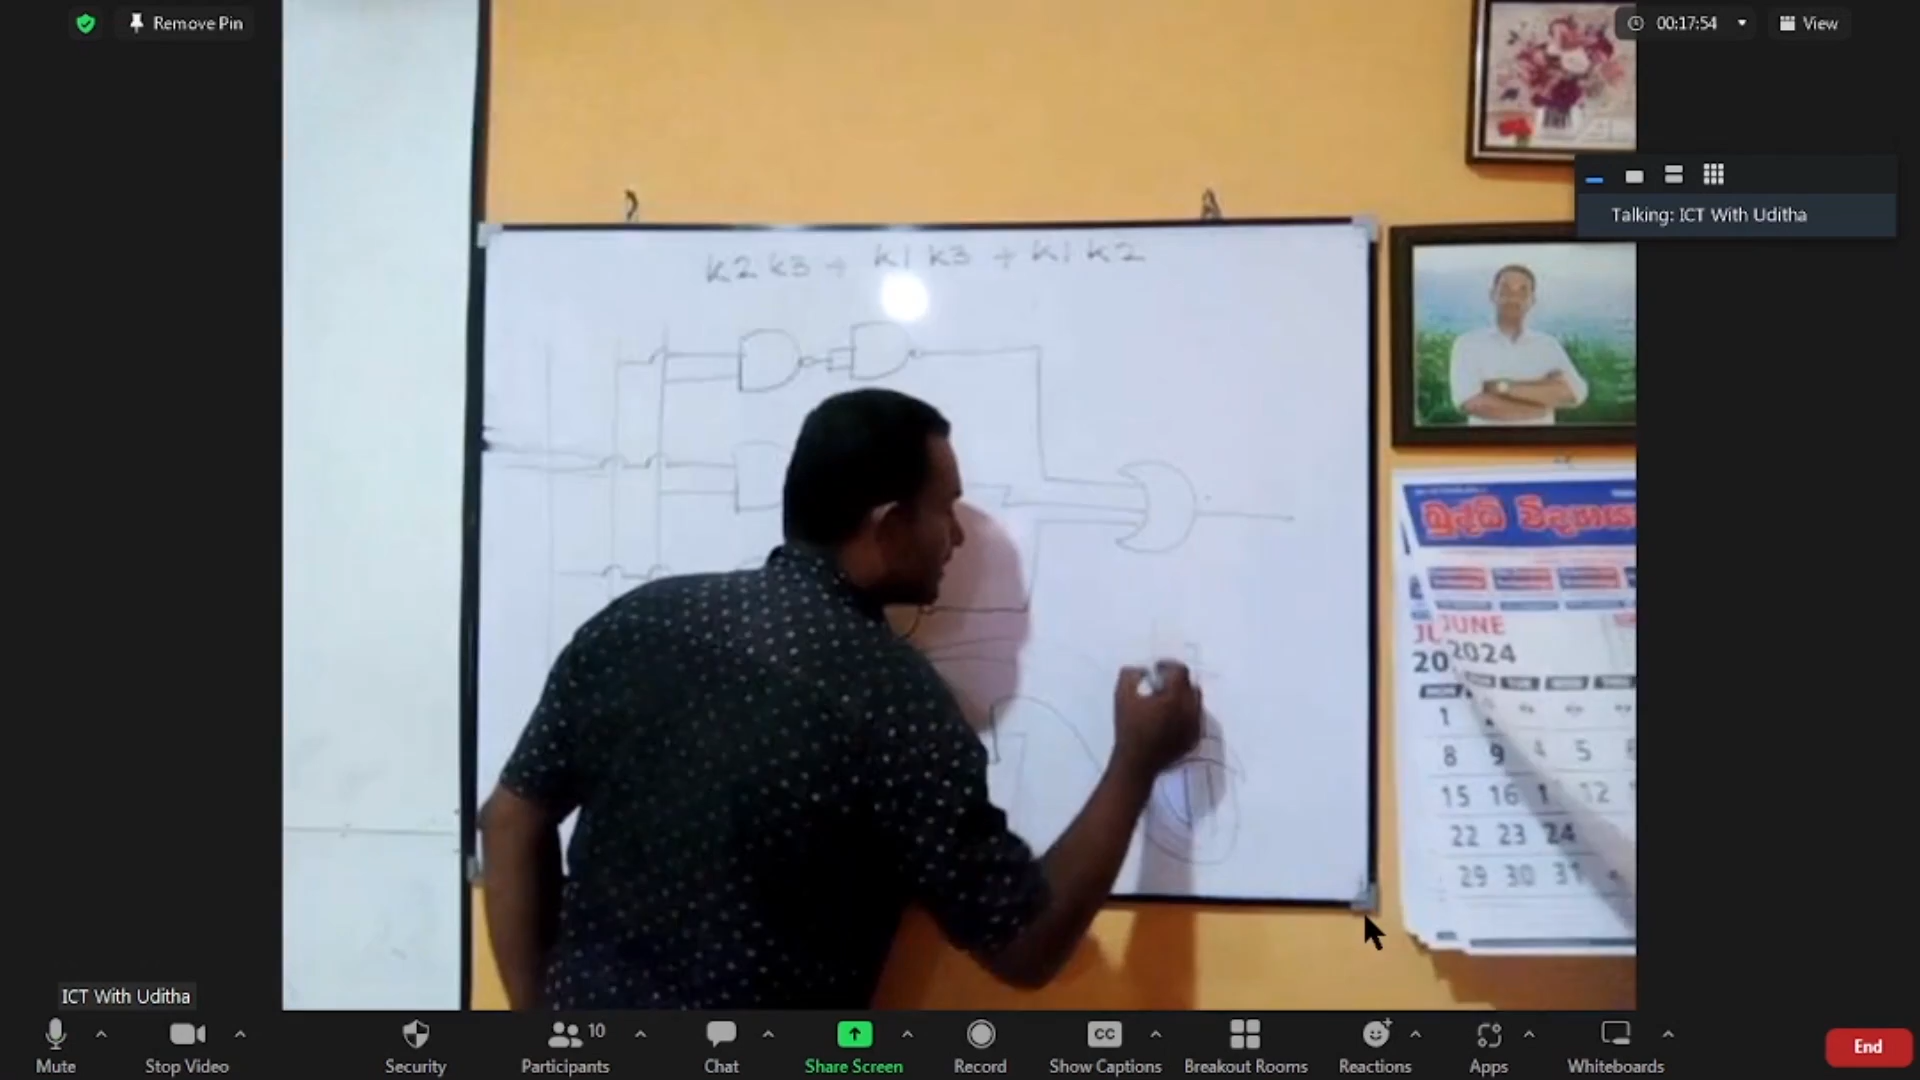 Remove Pin
00:17:54
View
Talking: ICT With Uditha
K2 K3 + K1 K3 + K1 K2
JUNE
2024
20
1
8 9 4 5
15 16 1 12
22 23 24
29 30 31
ICT With Uditha
Mute
Stop Video
Security
Participants 10
Chat
Share Screen
Record
CC
Show Captions
Breakout Rooms
Reactions
Apps
Whiteboards
End